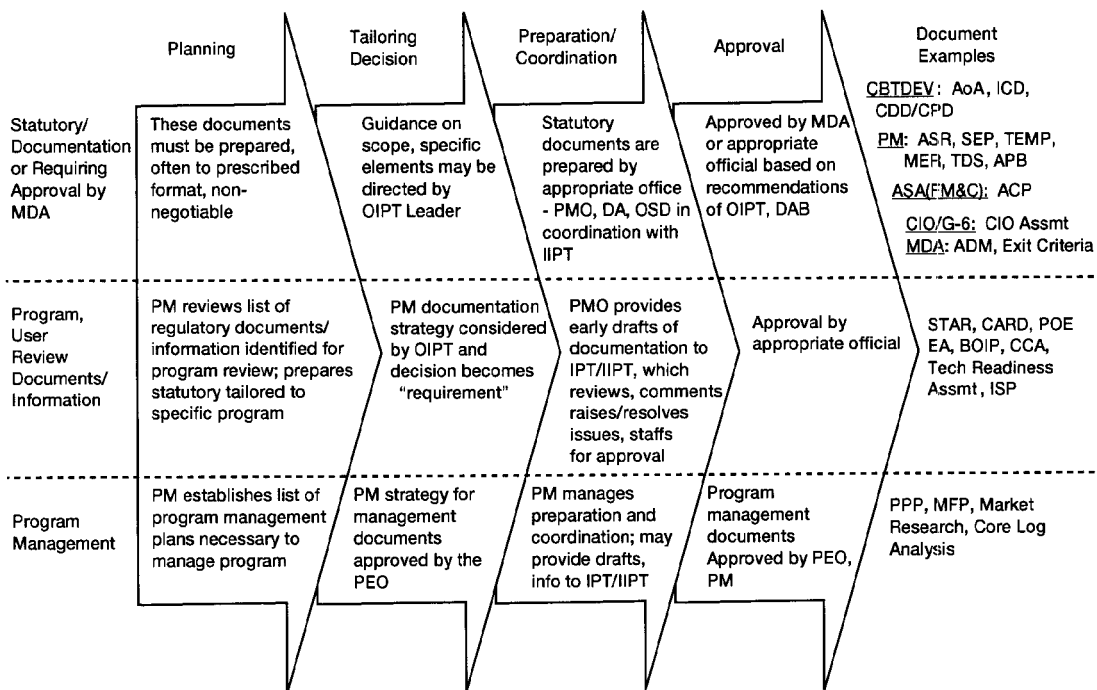 Planning
Tailoring
Decision
Preparation/
Coordination
Approval
Document
Examples
Statutory/
Documentation
or Requiring
Approval by
MDA
These documents
must be prepared,
often to prescribed
format, non-
negotiable
Guidance on
scope, specific
elements may be
directed by
OIPT Leader
Statutory
documents are
prepared by
appropriate office
- PMO, DA, OSD in
coordination with
IIPT
Approved by MDA
or appropriate
official based on
recommendations
of OIPT, DAB
CBTDEV: AoA, ICD,
CDD/CPD
PM: ASR, SEP, TEMP,
MER, TDS, APB
ASA(FM&C): ACP
CIO/G-6: CIO Assmt
MDA: ADM, Exit Criteria
Program,
User
Review
Documents/
Information
PM reviews list of
regulatory documents/
information identified for
program review; prepares
statutory tailored to
specific program
PM documentation
strategy considered
by OIPT and
decision becomes
“requirement”
PMO provides
early drafts of
documentation to
IPT/IIPT, which
reviews, comments
raises/resolves
issues, staffs
for approval
Approval by
appropriate official
STAR, CARD, POE
EA, BOIP, CCA,
Tech Readiness
Assmt, ISP
Program
Management
PM establishes list of
program management
plans necessary to
manage program
PM strategy for
management
documents
approved by the
PEO
PM manages
preparation and
coordination; may
provide drafts,
info to IPT/IIPT
Program
management
documents
Approved by PEO,
PM
PPP, MFP, Market
Research, Core Log
Analysis